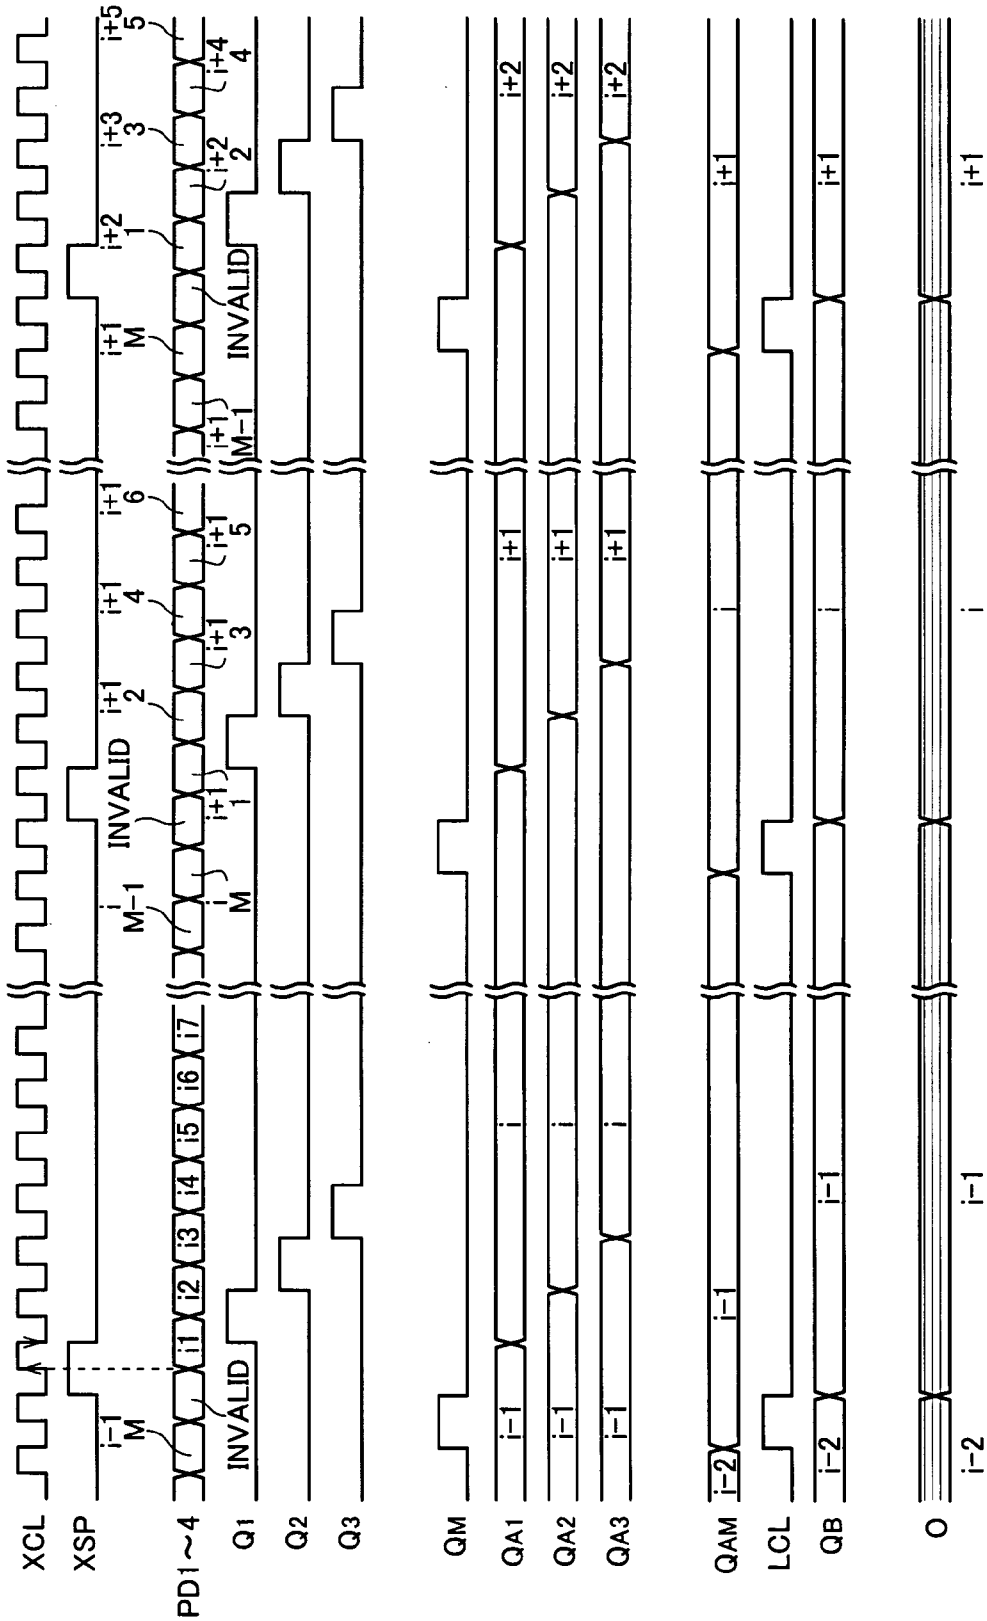 XCL
XSP
i-1
M
i
M-1
INVALID
i+1
2
i+1
4
i+1
6
i+1
M
i+2
1
i+3
3
i+5
5
PD1~4
i1
i2
i3
i4
i5
i6
i7
INVALID
i
M
i+1
1
i+1
3
i+1
5
i+1
M-1
INVALID
i+2
2
i+4
4
Q1
Q2
Q3
QM
QA1
i-1
i
i+1
i+2
QA2
i-1
i
i+1
i+2
QA3
i-1
i
i+1
i+2
QAM
i-2
i-1
i
i+1
LCL
QB
i-2
i-1
i
i+1
O
i-2
i-1
i
i+1